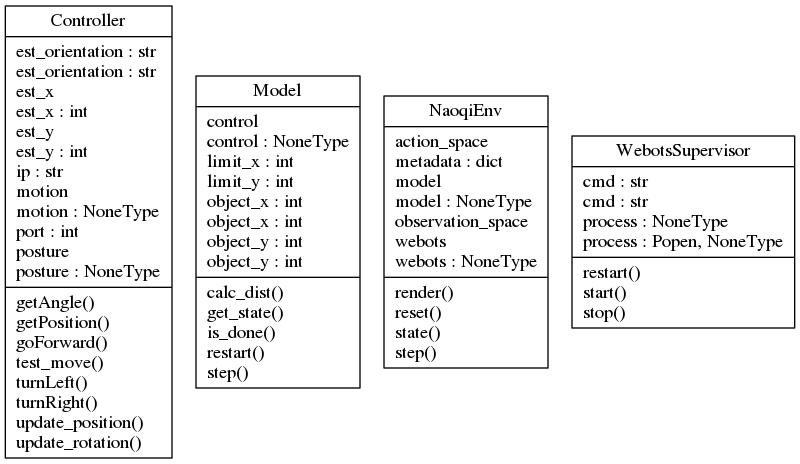 Controller
est_orientation : str
est_orientation : str
est_x
est_x : int
est_y
est_y : int
ip : str
motion
motion : NoneType
port : int
posture
posture : NoneType
getAngle()
getPosition()
goForward()
test_move()
turnLeft()
turnRight()
update_position()
update_rotation()
Model
control
control : NoneType
limit_x : int
limit_y : int
object_x : int
object_x : int
object_y : int
object_y : int
calc_dist()
get_state()
is_done()
restart()
step()
NaoqiEnv
action_space
metadata : dict
model
model : NoneType
observation_space
webots
webots : NoneType
render()
reset()
state()
step()
WebotsSupervisor
cmd : str
cmd : str
process : NoneType
process : Popen, NoneType
restart()
start()
stop()